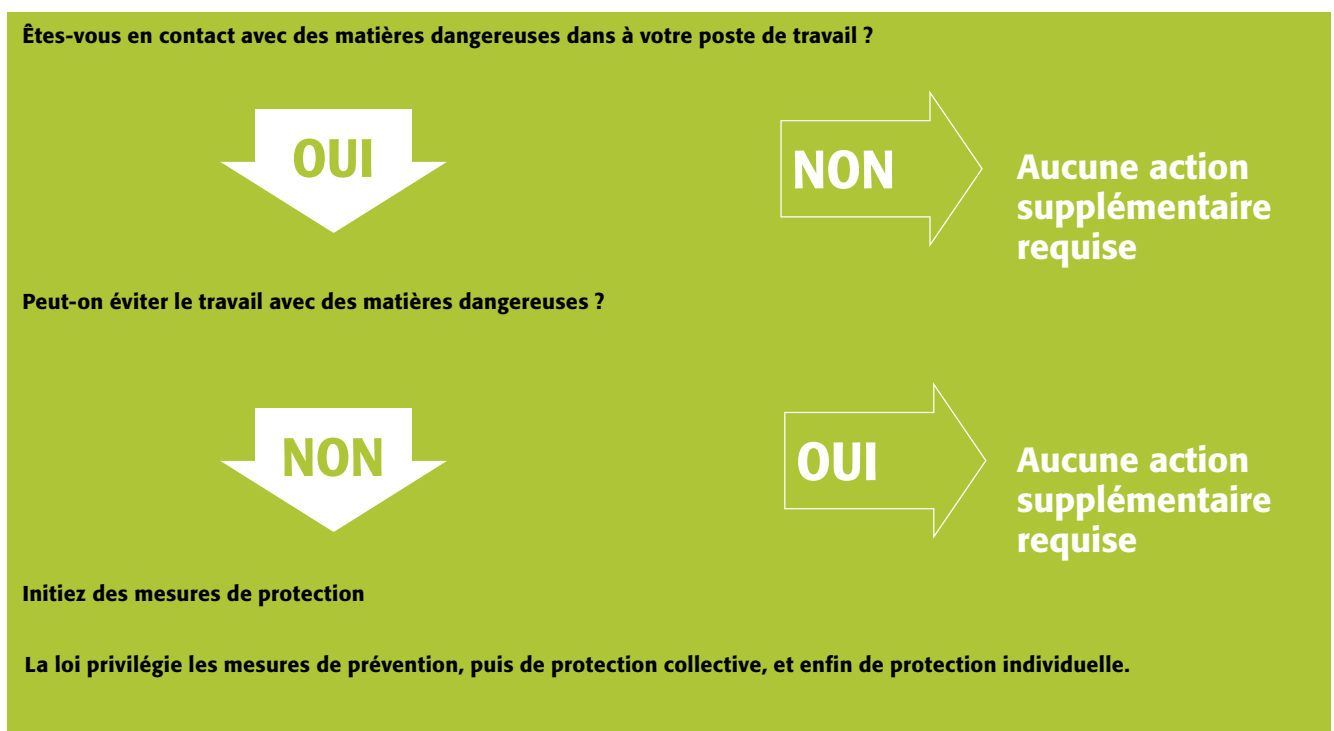 Êtes-vous en contact avec des matières dangereuses dans à votre poste de travail ?
OUI
NON
Aucune action
supplémentaire
requise
Peut-on éviter le travail avec des matières dangereuses ?
NON
OUI
Aucune action
supplémentaire
requise
Initiez des mesures de protection
La loi privilégie les mesures de prévention, puis de protection collective, et enfin de protection individuelle.